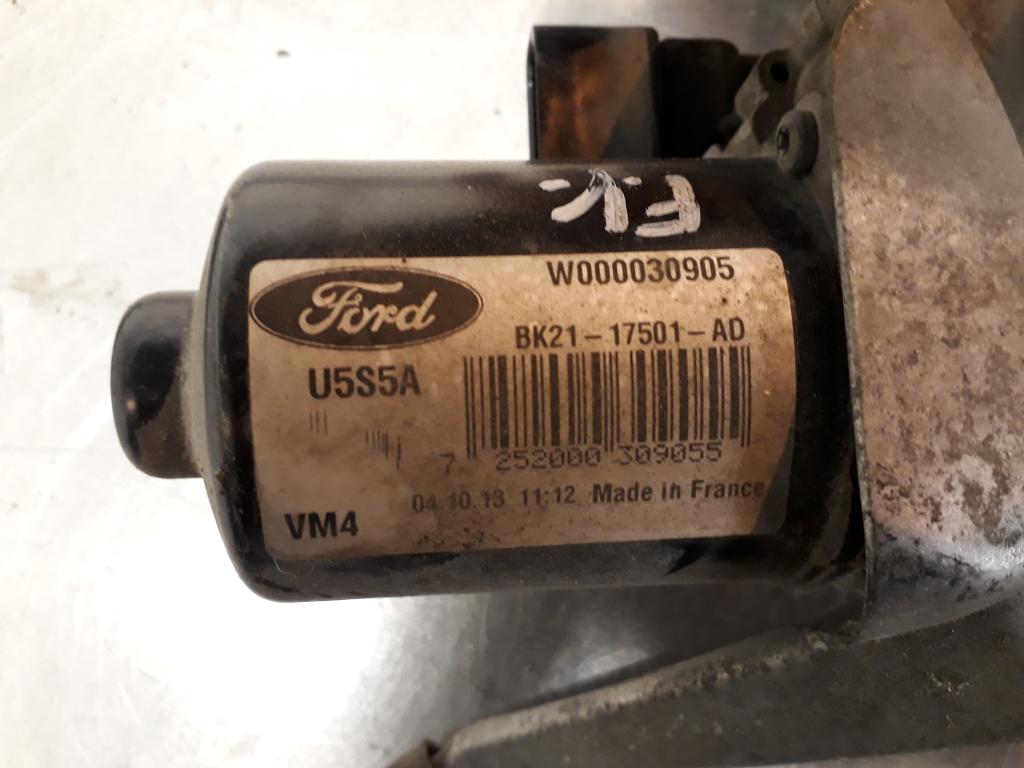 F.V.
Ford
W000030905
BK21-17501-AD
U5S5A
7 252000 309055
04.10.13 11:12 Made in France
VM4